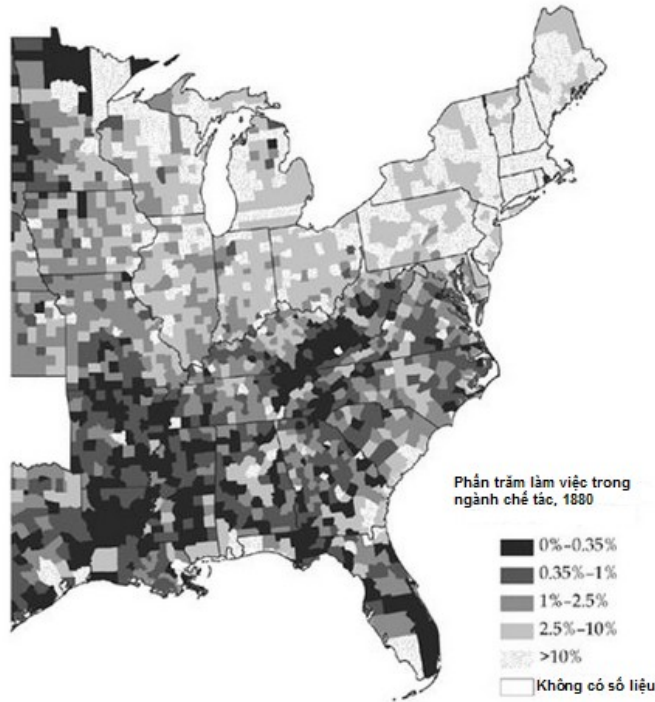 Phần trăm làm việc trong
ngành chế tác, 1880
0%–0.35%
0.35%–1%
1%–2.5%
2.5%–10%
>10%
Không có số liệu